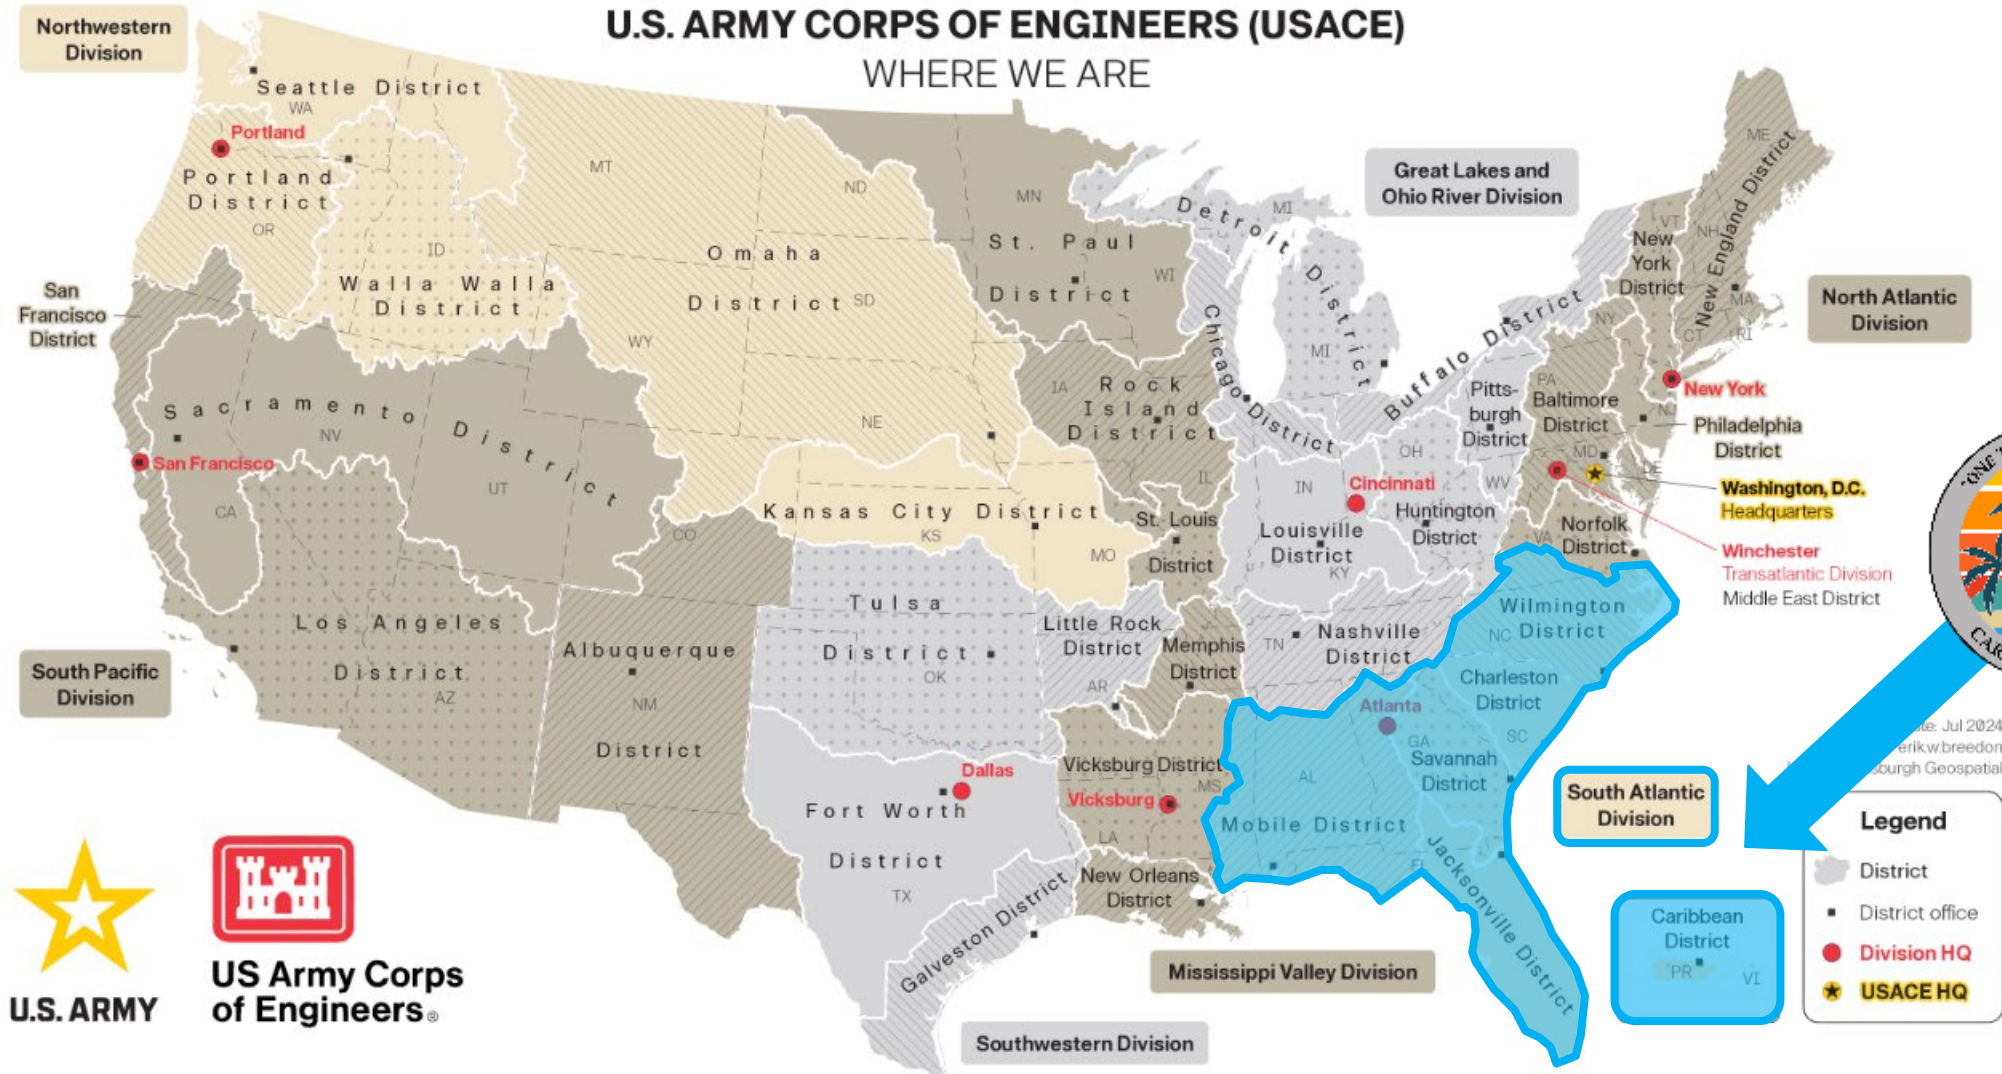 U.S. ARMY CORPS OF ENGINEERS (USACE)
WHERE WE ARE
Northwestern
Division
Seattle District
WA
Portland
Portland
District
OR
ID
Walla Walla
District
MT
ND
Omaha
District
SD
WY
NE
MN
St. Paul
District
WI
Great Lakes and
Ohio River Division
Detroit District
MI
MI
Chicago District
Buffalo District
New
York
District
VT
NH
ME
New England District
MA
CT
RI
NY
North Atlantic
Division
San
Francisco
District
Sacramento District
NV
San Francisco
CA
UT
CO
Kansas City District
KS
MO
IA
Rock
Island
District
IL
St. Louis
District
IN
Cincinnati
Louisville
District
KY
OH
Huntington
District
WV
Pitts-
burgh
District
PA
Baltimore
District
MD
NJ
DE
New York
Philadelphia
District
Washington, D.C.
Headquarters
VA
Norfolk
District
Winchester
Transatlantic Division
Middle East District
South Pacific
Division
Los Angeles
District
AZ
Albuquerque
NM
District
Tulsa
District
OK
Little Rock
District
AR
Memphis
District
TN
Nashville
District
Wilmington
NC District
Charleston
District
SC
Atlanta
GA
Savannah
District
AL
Mobile District
FL
Jacksonville District
Vicksburg District
MS
Vicksburg
LA
New Orleans
District
Dallas
Fort Worth
District
TX
Galveston District
Mississippi Valley Division
Southwestern Division
South Atlantic
Division
Caribbean
District
PR
VI
Jul 2024
Geospatial
Legend
District
District office
Division HQ
USACE HQ
U.S. ARMY
US Army Corps
of Engineers®